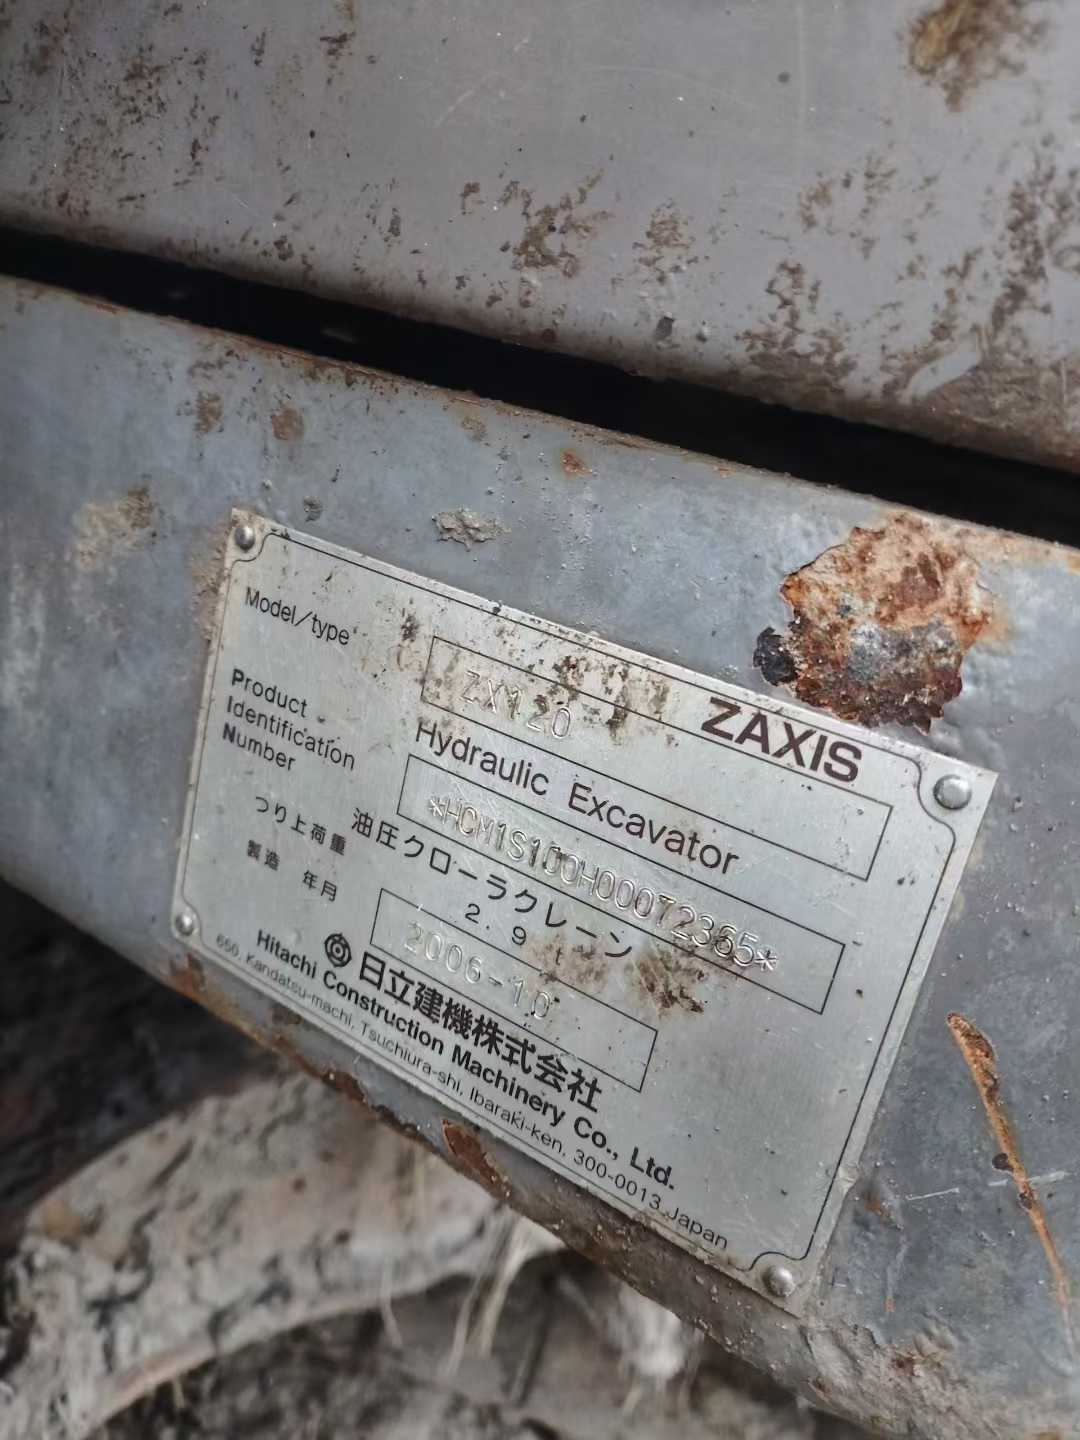 Model/type
ZX120
ZAXIS
Hydraulic Excavator
Product
Identification
Number
*HCM1S100H00072365*
油圧クローラクレーン
つり上荷重
2.9 t
製造 年月
2006-10
日立建機株式会社
Hitachi Construction Machinery Co., Ltd.
650, Kandatsu-machi, Tsuchiura-shi, Ibaraki-ken, 300-0013 Japan